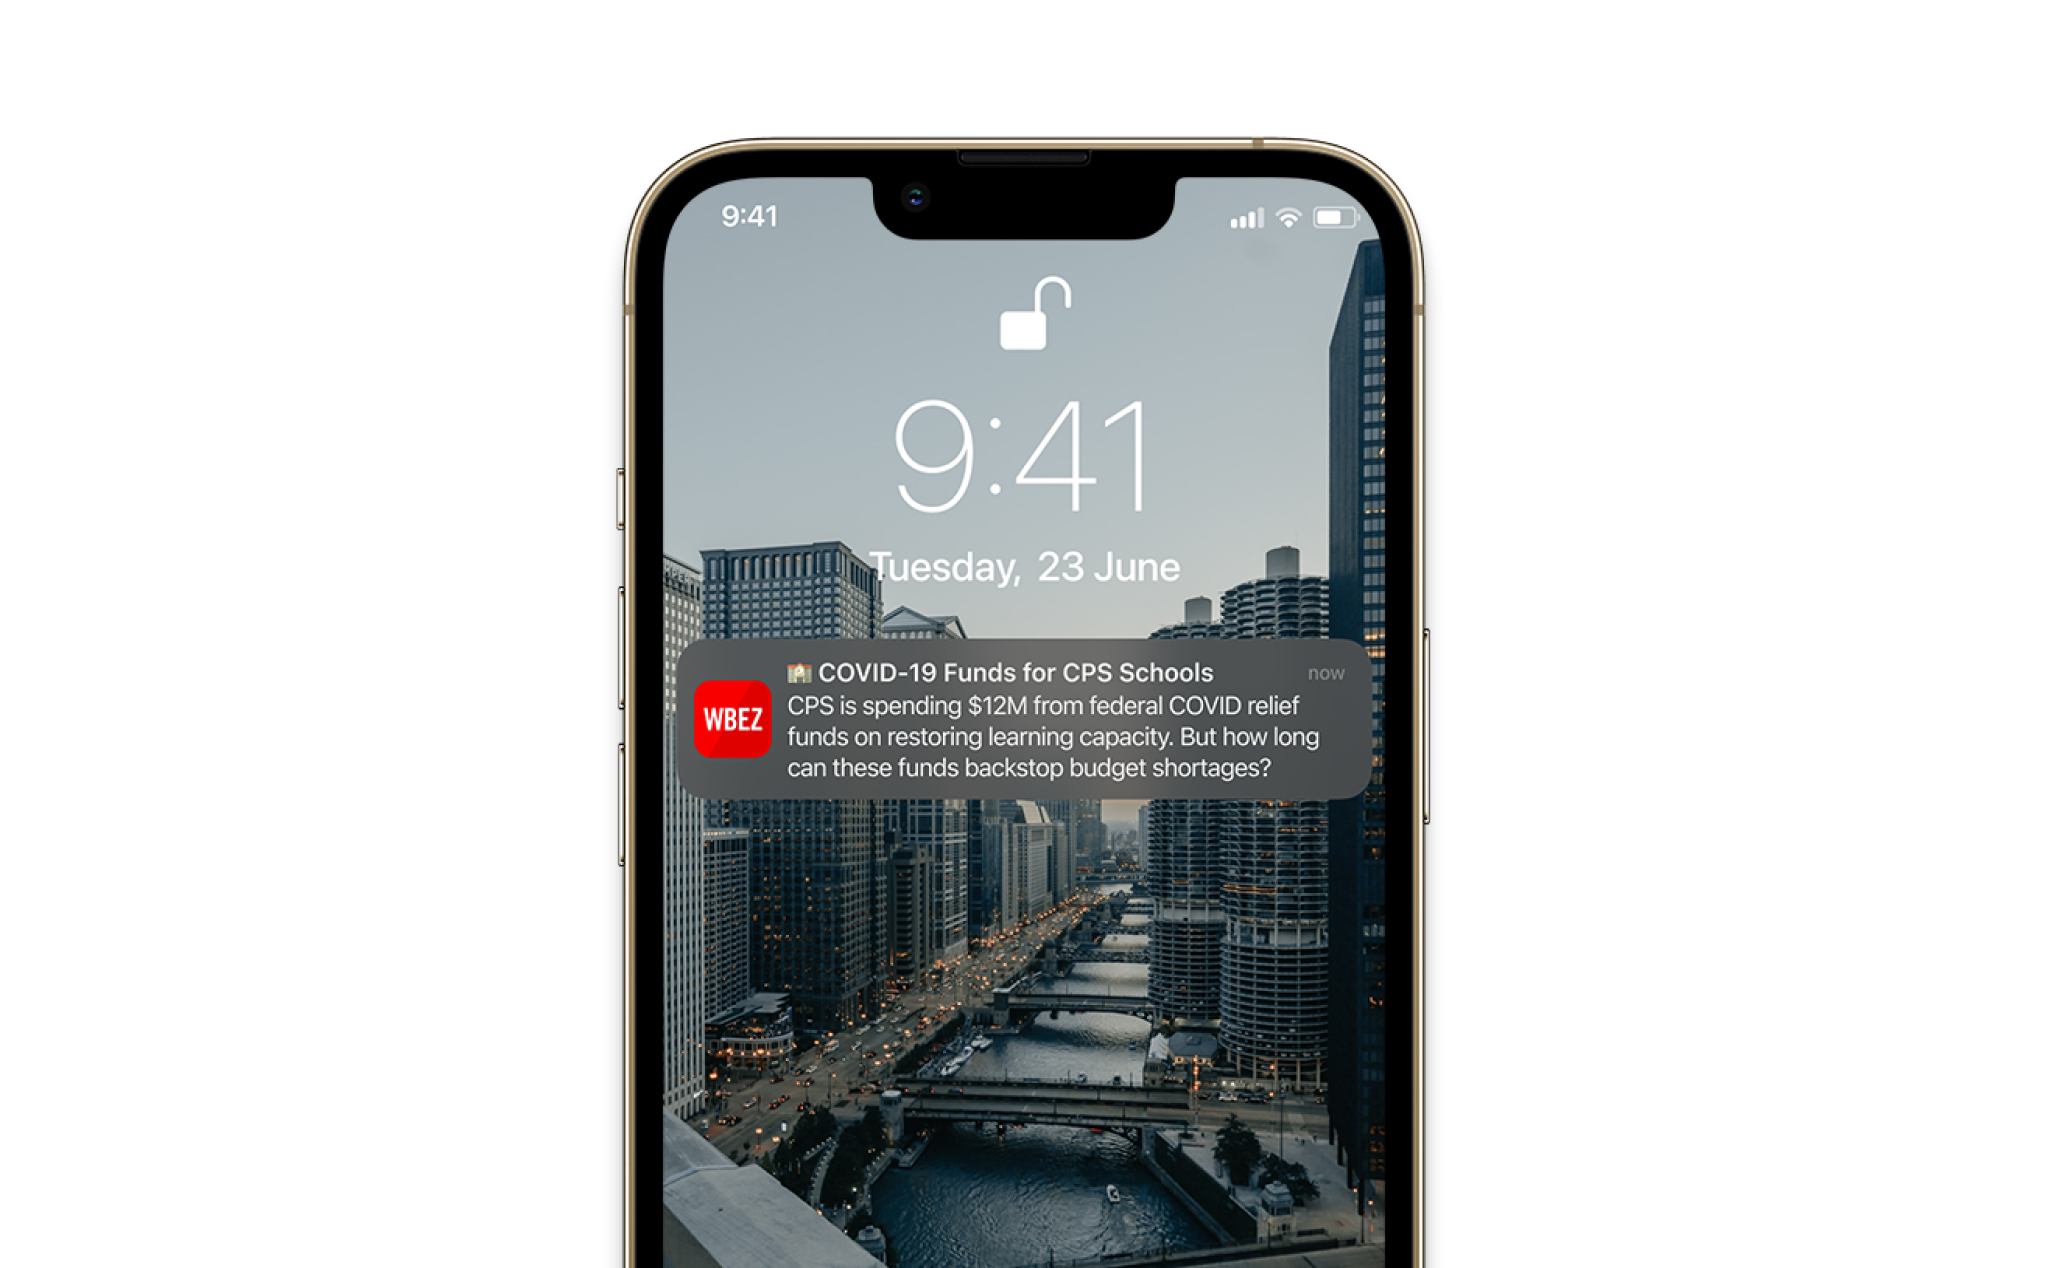 9:41
9:41
Tuesday, 23 June
COVID-19 Funds for CPS Schools
now
WBEZ
CPS is spending $12M from federal COVID relief
funds on restoring learning capacity. But how long
can these funds backstop budget shortages?